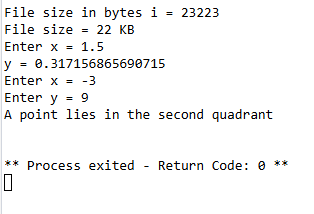 File size in bytes i = 23223
File size = 22 KB
Enter x = 1.5
y = 0.317156865690715
Enter x = -3
Enter y = 9
A point lies in the second quadrant
** Process exited - Return Code: 0 **